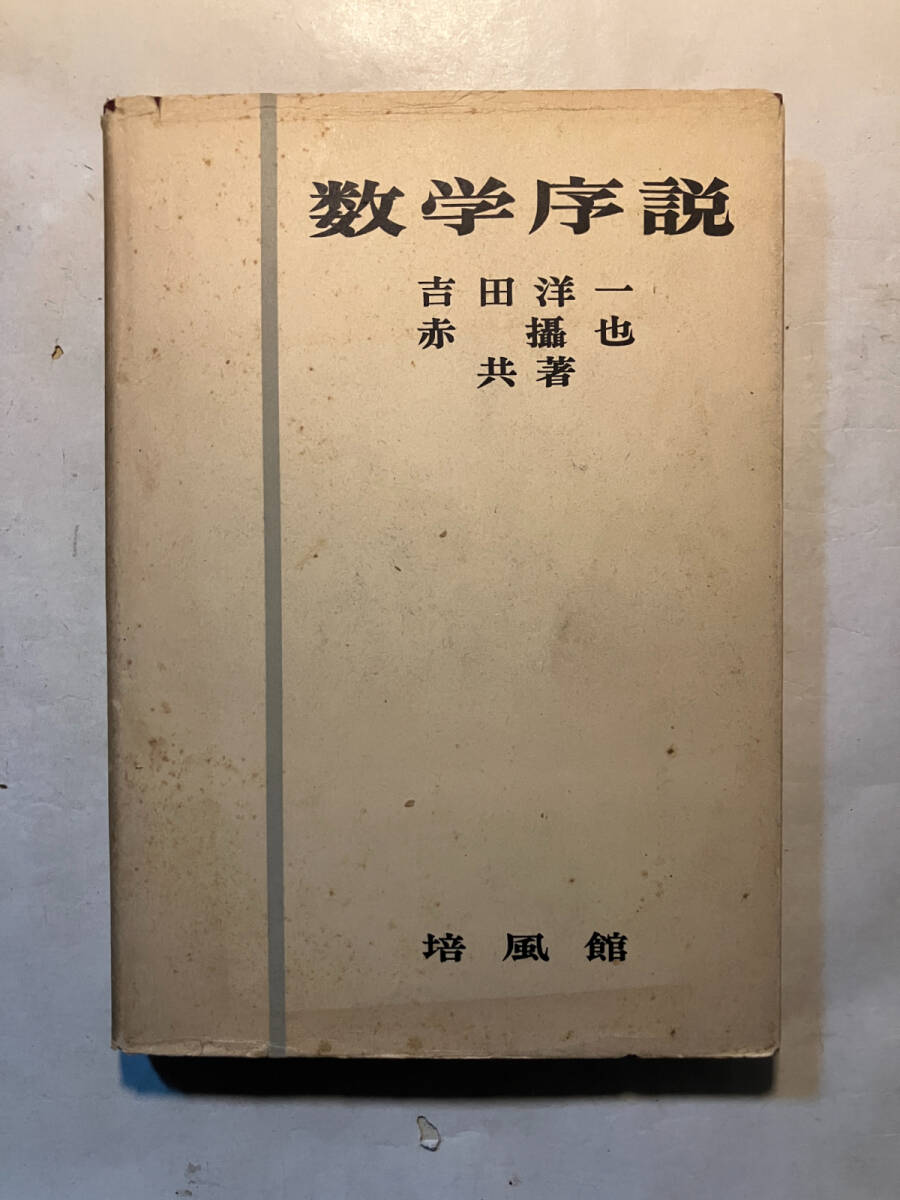 数学序説
吉田洋一
赤攝也
共著
培風館